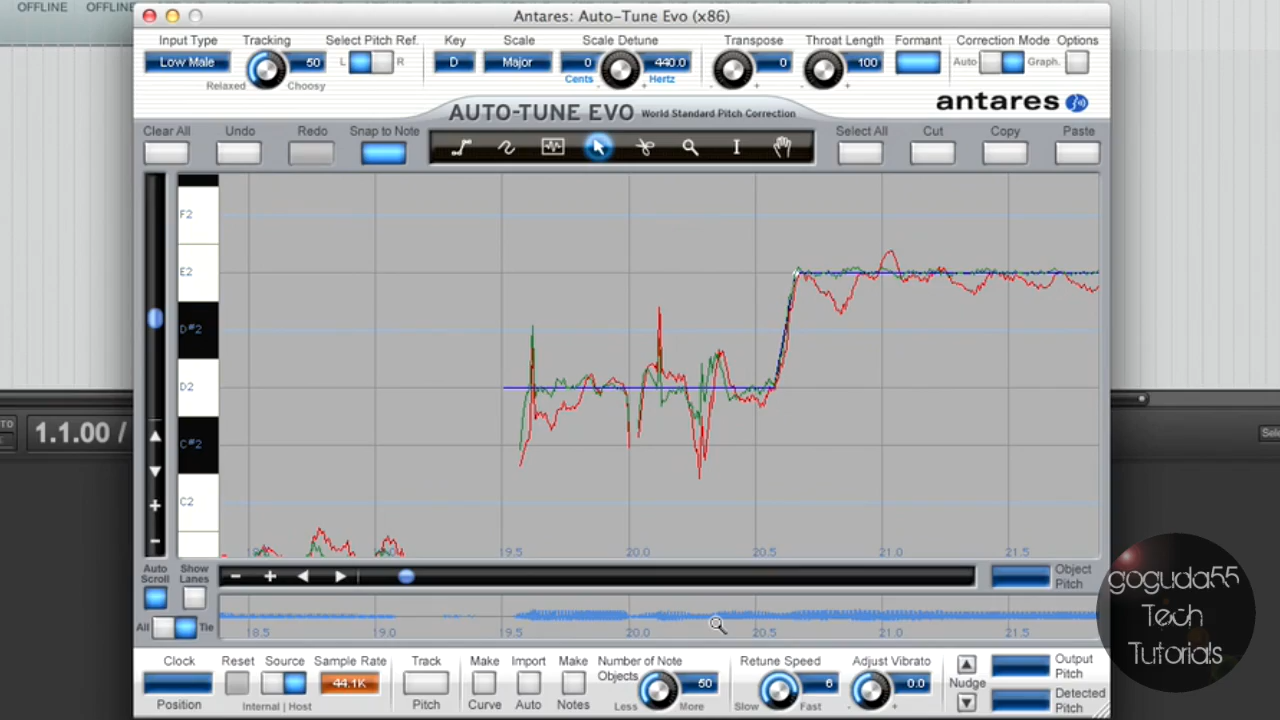 OFFLINE OFFLINE
Antares: Auto-Tune Evo (x86)
Input Type Tracking Select Pitch Ref. Key Scale Scale Detune Transpose Throat Length Formant Correction Mode Options
Low Male 50 L R D Major 0 440.0 0 100 Auto Graph.
Relaxed Choosy Cents Hertz - + - +
AUTO-TUNE EVO World Standard Pitch Correction antares
Clear All Undo Redo Snap to Note Select All Cut Copy Paste
F2
E2
D#2
D2
C#2
C2
1.1.00 /
19.5 20.0 20.5 21.0 21.5
Auto Scroll Show Lanes
- +
Object Pitch
All Tie
18.5 19.0 19.5 20.0 20.5 21.0 21.5
Clock Reset Source Sample Rate Track Make Import Make Number of Note Objects Retune Speed Adjust Vibrato Output Pitch
44.1K 50 6 0.0 Nudge
Position Internal | Host Pitch Curve Auto Notes Less More Slow Fast - + Detected Pitch
goguda55
Tech
Tutorials